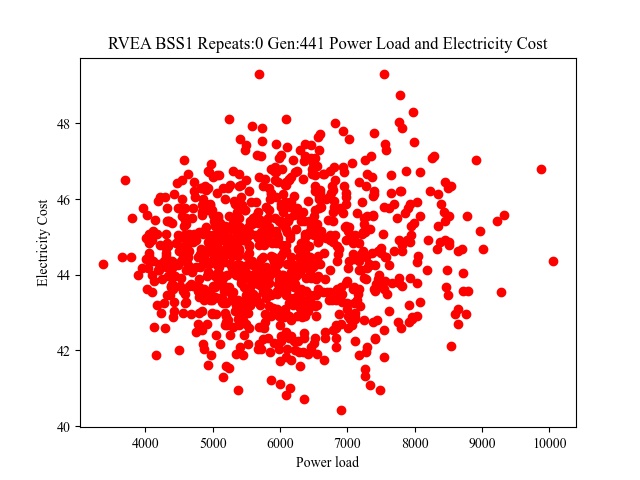 RVEA BSS1 Repeats:0 Gen:441 Power Load and Electricity Cost
48
46
44
42
40
Electricity Cost
4000 5000 6000 7000 8000 9000 10000
Power load